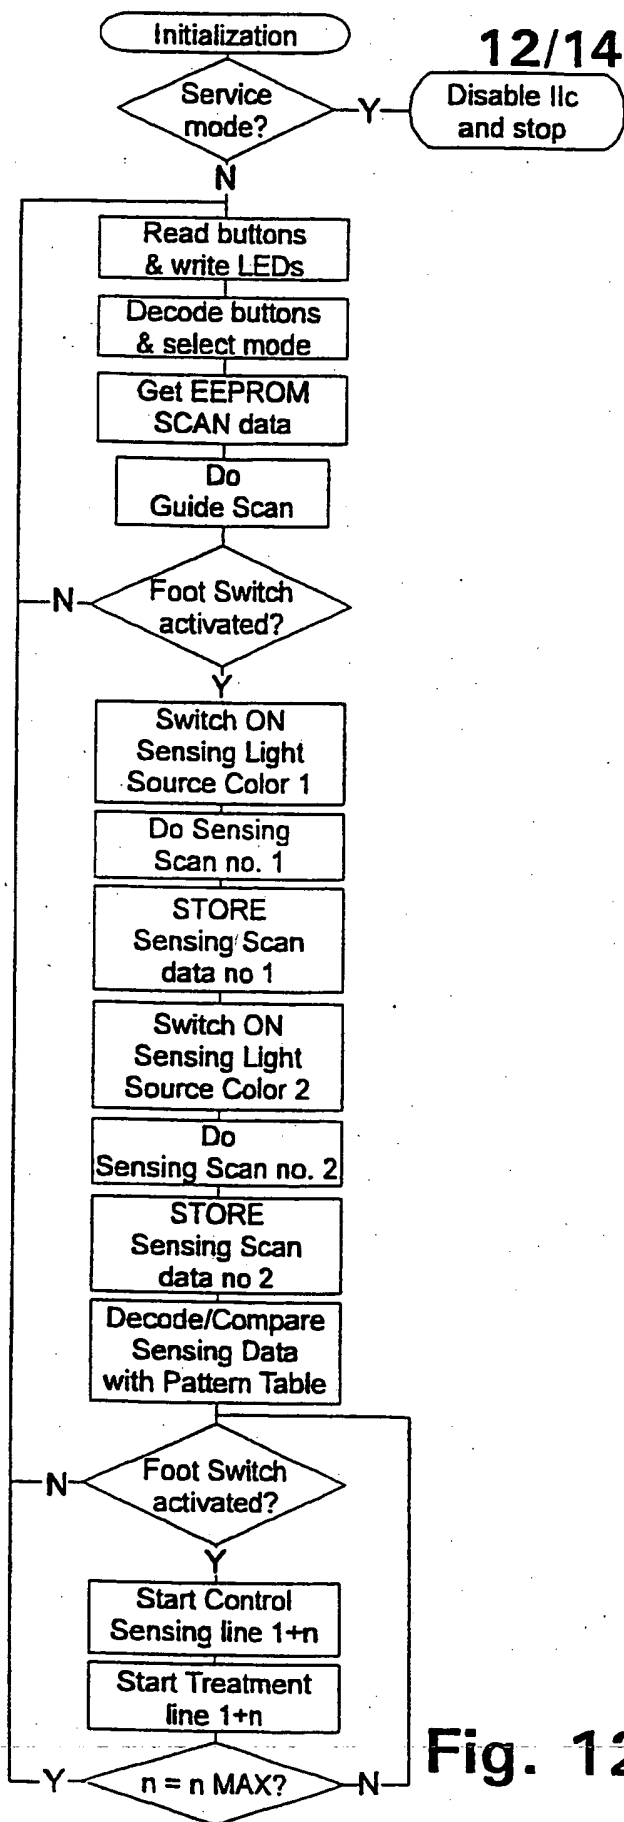 Initialization
12/14
Service
mode?
Y
Disable IIc
and stop
N
Read buttons
& write LEDs
Decode buttons
& select mode
Get EEPROM
SCAN data
Do
Guide Scan
N
Foot Switch
activated?
Y
Switch ON
Sensing Light
Source Color 1
Do Sensing
Scan no. 1
STORE
Sensing Scan
data no 1
Switch ON
Sensing Light
Source Color 2
Do
Sensing Scan no. 2
STORE
Sensing Scan
data no 2
Decode/Compare
Sensing Data
with Pattern Table
N
Foot Switch
activated?
Y
Start Control
Sensing line 1+n
Start Treatment
line 1+n
Y
n = n MAX?
N
Fig. 12